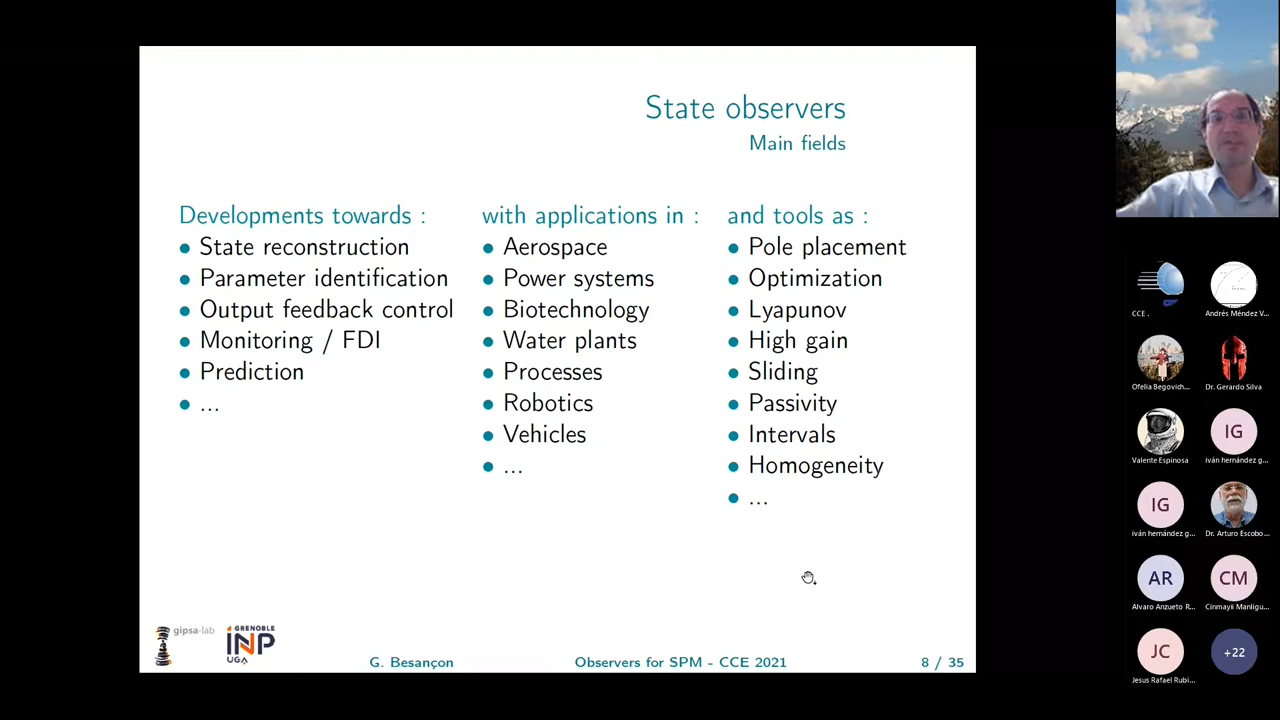 State observers
Main fields
Developments towards :
• State reconstruction
• Parameter identification
• Output feedback control
• Monitoring / FDI
• Prediction
• ...
with applications in :
• Aerospace
• Power systems
• Biotechnology
• Water plants
• Processes
• Robotics
• Vehicles
• ...
and tools as :
• Pole placement
• Optimization
• Lyapunov
• High gain
• Sliding
• Passivity
• Intervals
• Homogeneity
• ...
gipsa-lab
GRENOBLE
INP
UGA
G. Besançon
Observers for SPM - CCE 2021
8 / 35
CCE .
Andrés Méndez V...
Ofelia Begovich...
Dr. Gerardo Silva
Valente Espinosa
IG
iván hernández g...
IG
iván hernández g...
Dr. Arturo Escobo...
AR
Alvaro Anzueto R...
CM
Cinmayii Manligu...
JC
Jesus Rafael Rubi...
+22